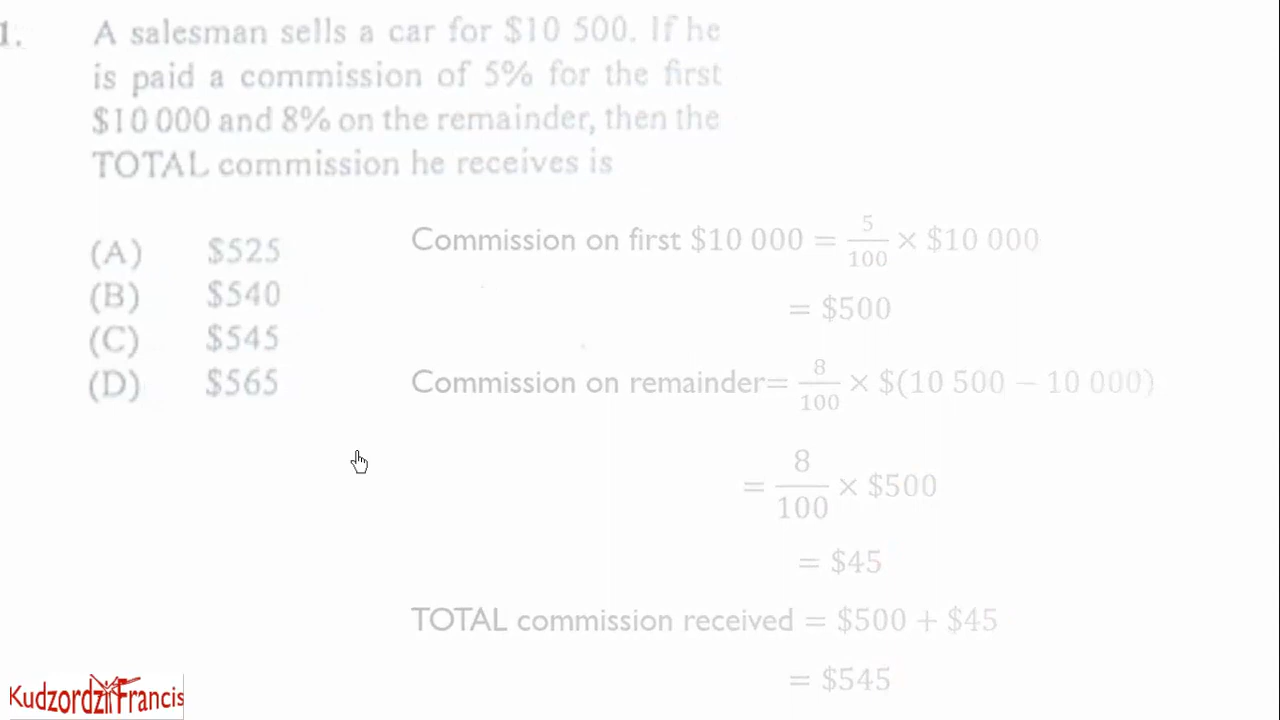 1. A salesman sells a car for $10 500. If he
is paid a commission of 5% for the first
$10 000 and 8% on the remainder, then the
TOTAL commission he receives is
(A) $525
(B) $540
(C) $545
(D) $565
Commission on first $10 000 = 5/100 × $10 000
= $500
Commission on remainder= 8/100 × $(10 500 − 10 000)
= 8/100 × $500
= $45
TOTAL commission received = $500 + $45
= $545
Kudzordzi Francis